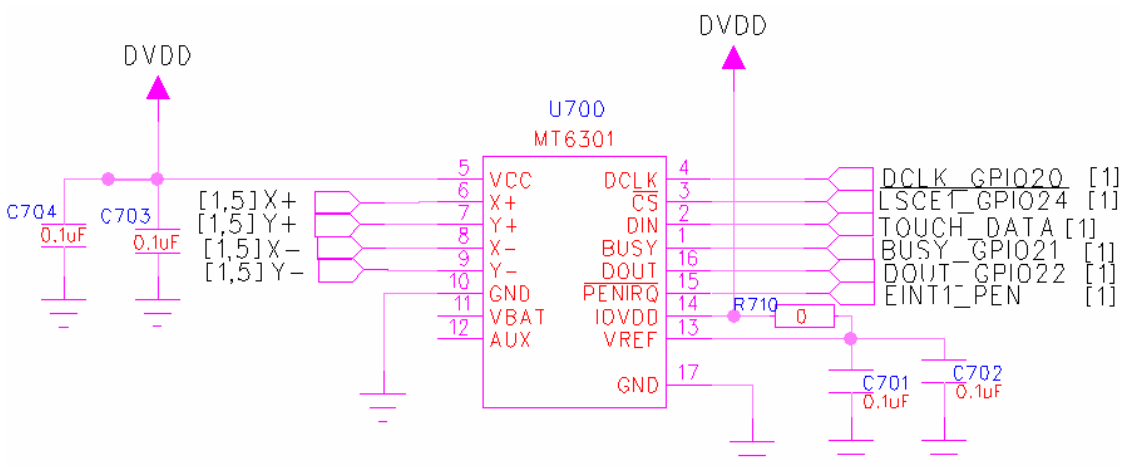 DVDD
DVDD
U700
MT6301
5 VCC DCLK 4 DCLK_GPIO20 [1]
[1,5]X+ 6 X+ CS 3 LSCE1_GPIO24 [1]
[1,5]Y+ 7 Y+ DIN 2 TOUCH_DATA[1]
[1,5]X- 8 X- BUSY 1 BUSY_GPIO21 [1]
[1,5]Y- 9 Y- DOUT 16 DOUT_GPIO22 [1]
10 GND PENIRQ 15 EINT1_PEN [1]
11 VBAT IOVDD 14 R710 0
12 AUX VREF 13
GND 17
C704
0.1uF
C703
0.1uF
C701
0.1uF
C702
0.1uF